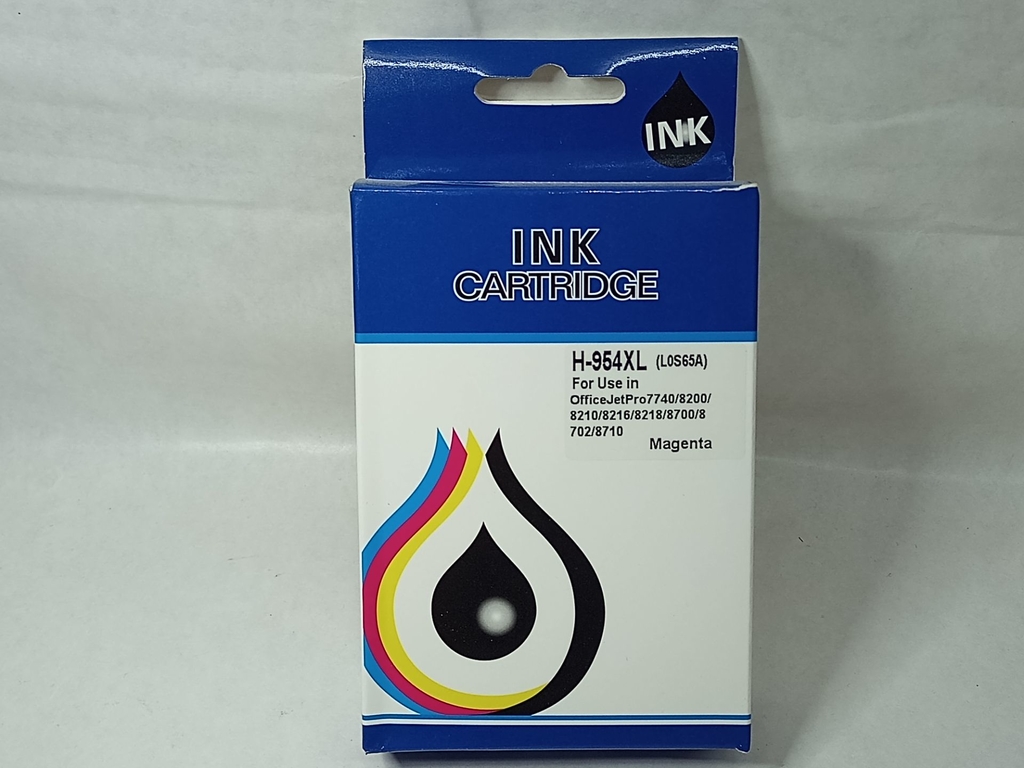 INK
INK
CARTRIDGE
H-954XL (L0S65A)
For Use in
OfficeJetPro7740/8200/
8210/8216/8218/8700/8
702/8710
Magenta